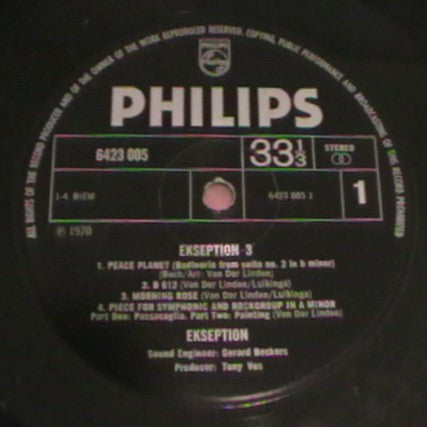 ALL RIGHTS OF THE RECORD PRODUCER AND OF THE OWNER OF THE WORK REPRODUCED RESERVED. COPYING, PUBLIC PERFORMANCE AND BROADCASTING OF THIS RECORD PROHIBITED
PHILIPS
PHILIPS
6423 005
33 1/3
STEREO
1-4. BIEM
6423 005 1
1
℗ 1970
EKSEPTION 3
1. PEACE PLANET (Badinerie from suite no. 2 in b minor)
(Bach/Arr: Van Der Linden)
2. B 612 (Van Der Linden/Luikinga)
3. MORNING ROSE (Van Der Linden/Luikinga)
4. PIECE FOR SYMPHONIC AND ROCKGROUP IN A MINOR
Part One: Passacaglia. Part Two: Painting (Van Der Linden)
EKSEPTION
Sound Engineer: Gerard Beckers
Producer: Tony Vos